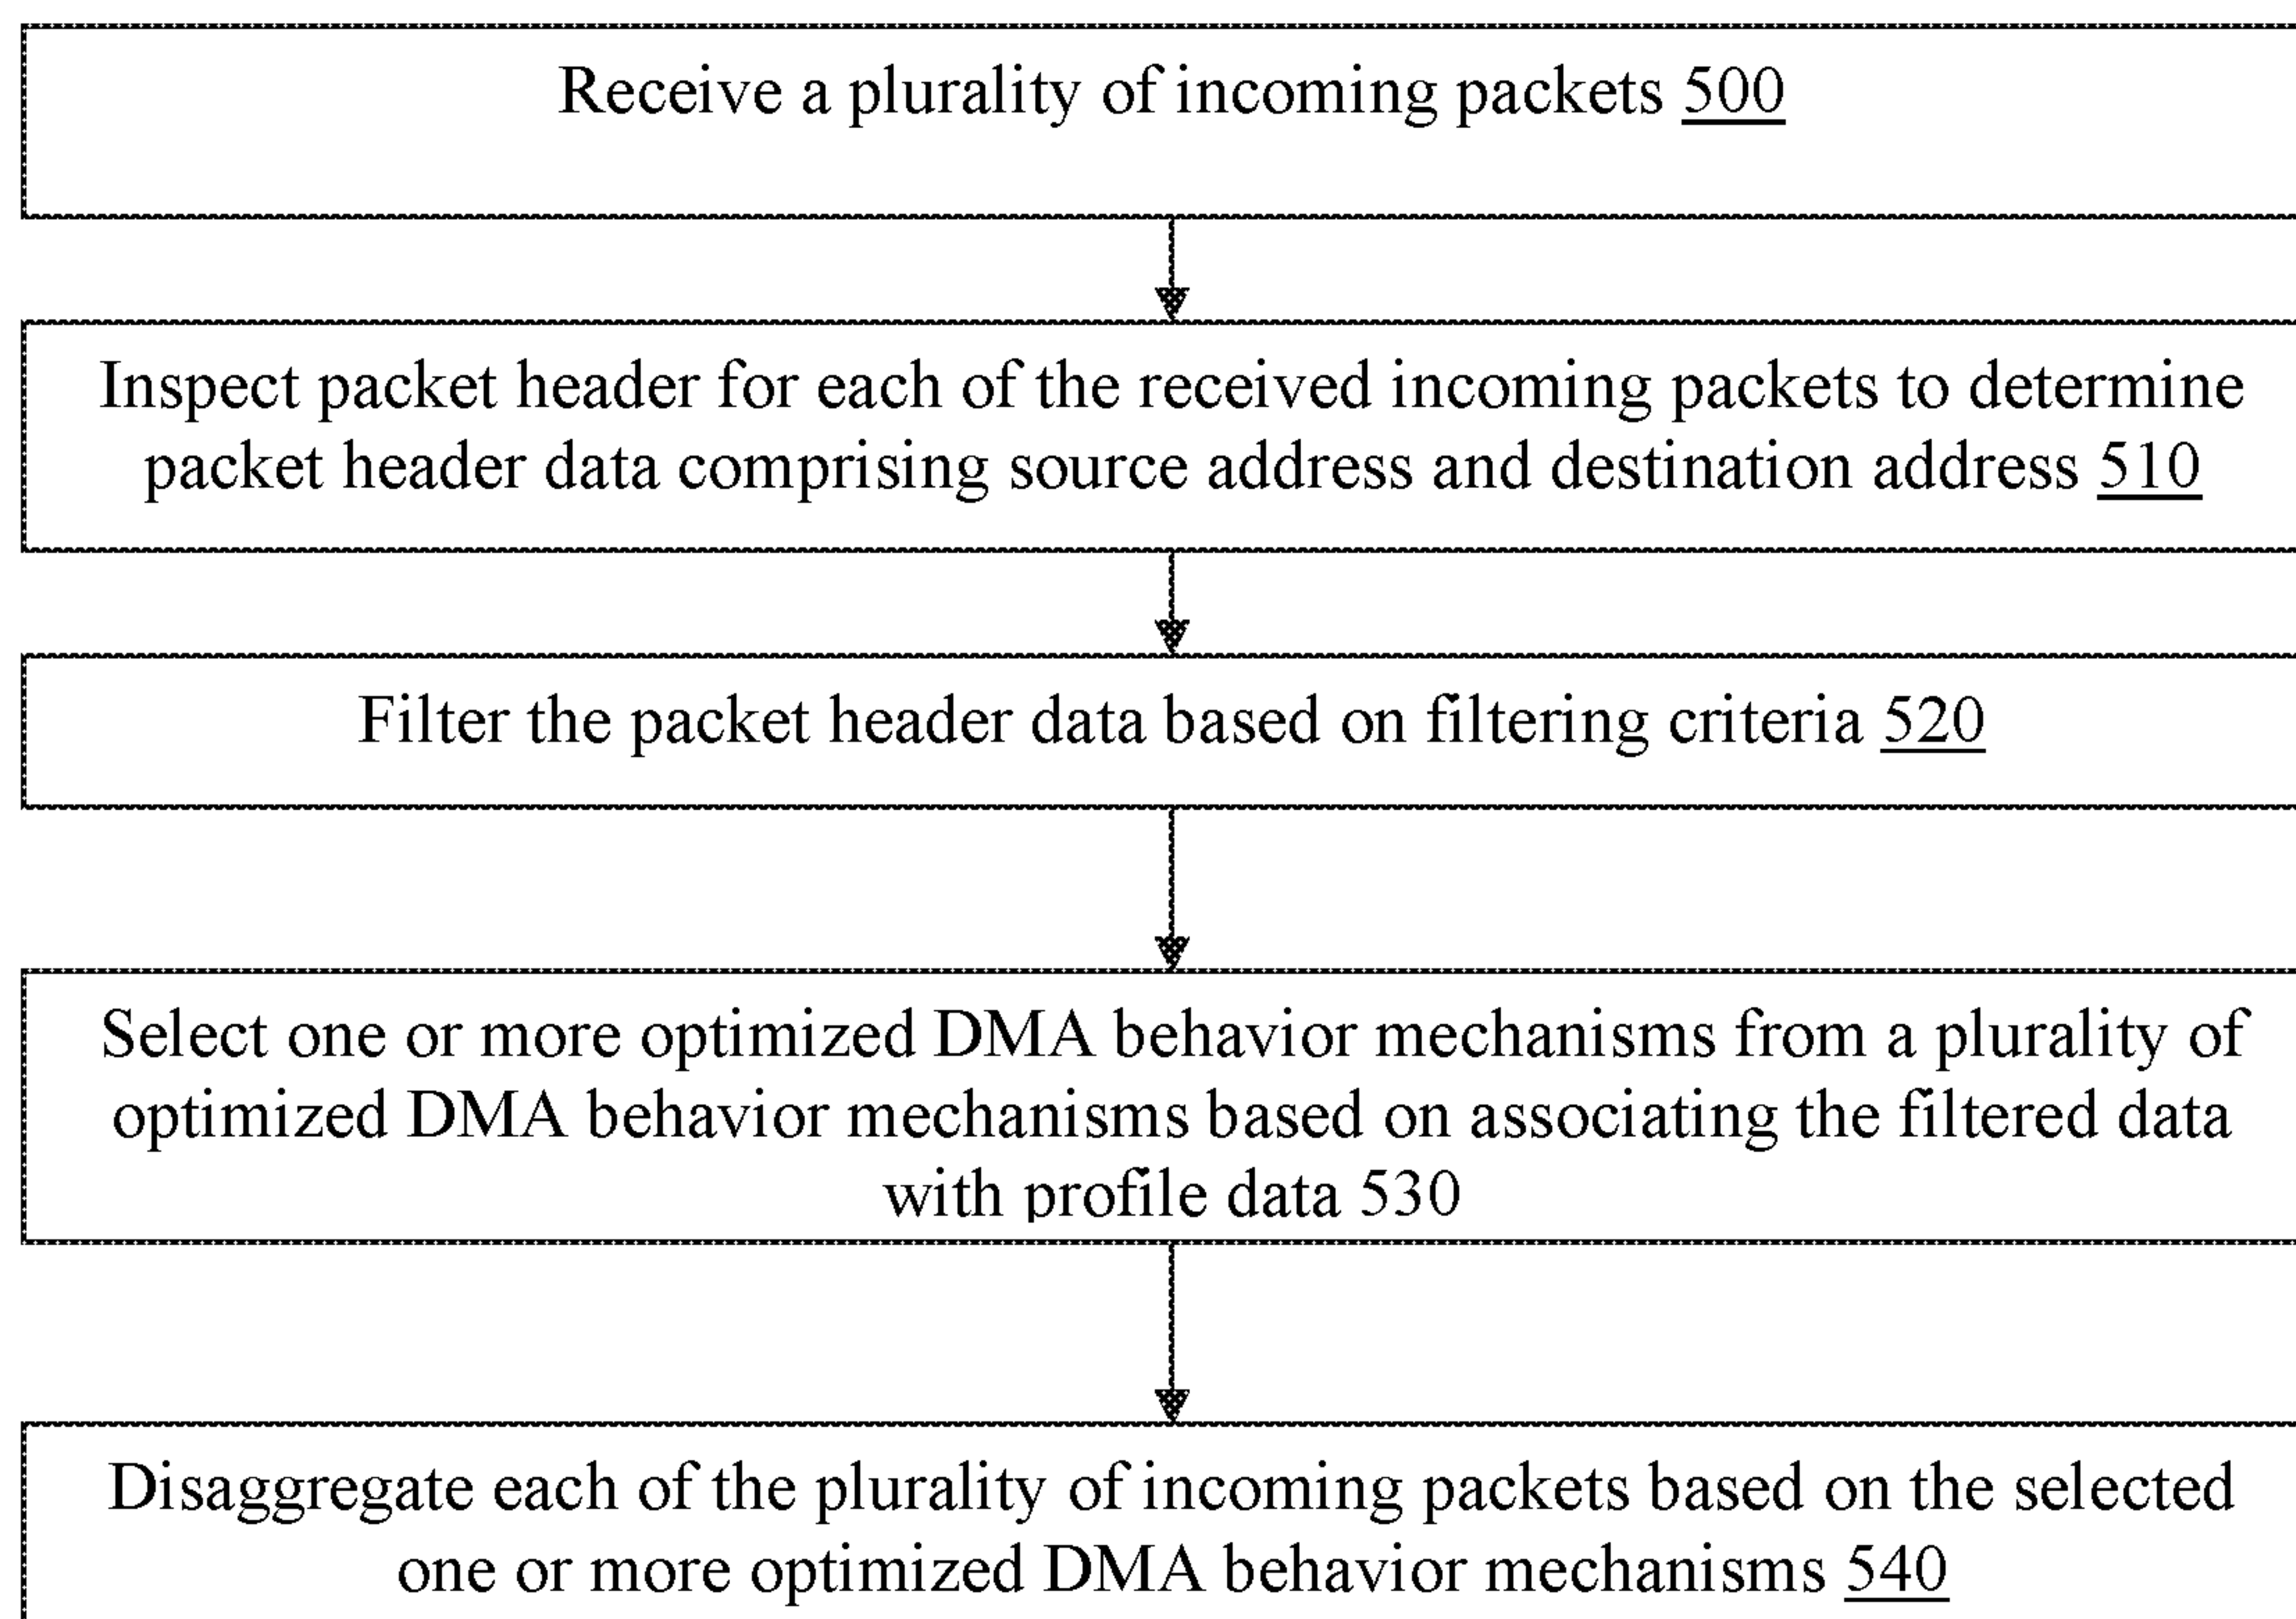 Receive a plurality of incoming packets 500
Inspect packet header for each of the received incoming packets to determine
packet header data comprising source address and destination address 510
Filter the packet header data based on filtering criteria 520
Select one or more optimized DMA behavior mechanisms from a plurality of
optimized DMA behavior mechanisms based on associating the filtered data
with profile data 530
Disaggregate each of the plurality of incoming packets based on the selected
one or more optimized DMA behavior mechanisms 540